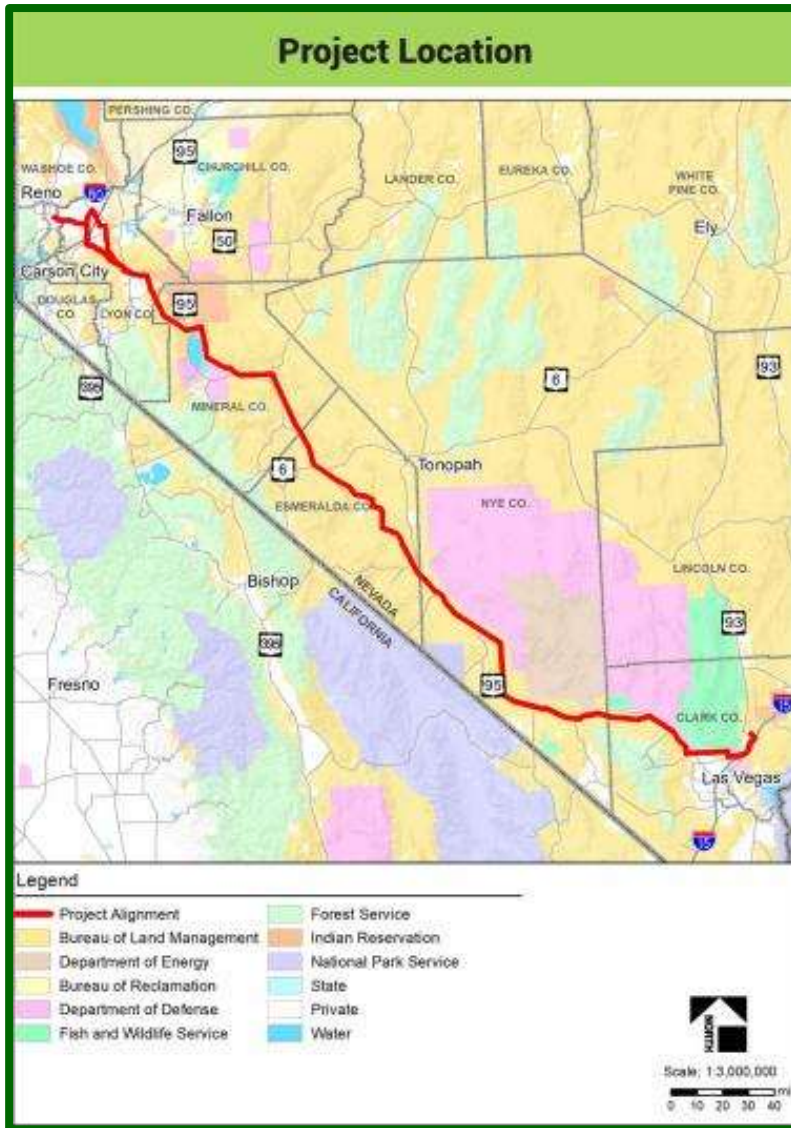 Project Location
PERSHING CO.
95
WASHOE CO.
CHURCHILL CO.
LANDER CO.
EUREKA CO.
WHITE
PINE CO.
Reno
80
Fallon
50
Ely
Carson City
DOUGLAS
CO.
LYON CO.
95
395
93
6
MINERAL CO.
6
Tonopah
ESMERALDA CO.
NYE CO.
LINCOLN CO.
Bishop
NEVADA
CALIFORNIA
93
395
Fresno
95
15
CLARK CO.
Las Vegas
15
Legend
Project Alignment
Bureau of Land Management
Department of Energy
Bureau of Reclamation
Department of Defense
Fish and Wildlife Service
Forest Service
Indian Reservation
National Park Service
State
Private
Water
NORTH
Scale: 1:3,000,000
mi
0 10 20 30 40